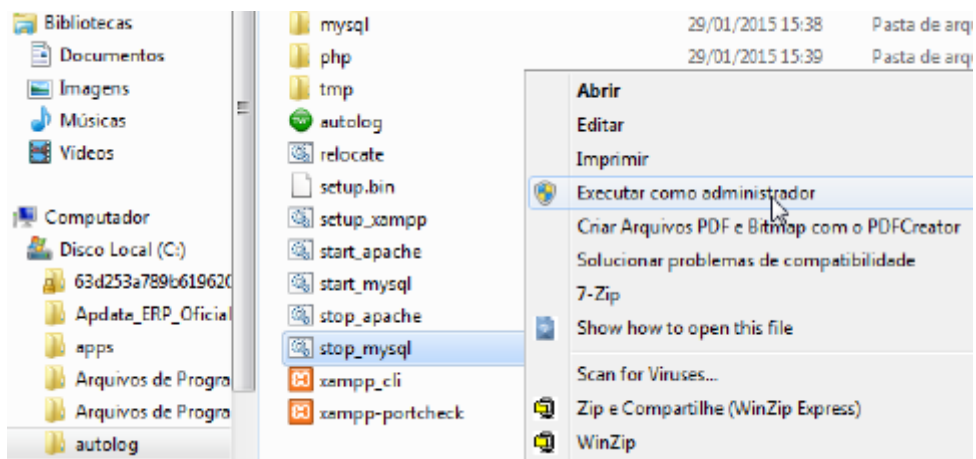 Bibliotecas
Documentos
Imagens
Músicas
Vídeos
Computador
Disco Local (C:)
63d253a789b619620
Apdata_ERP_Oficial
apps
Arquivos de Progra
Arquivos de Progra
autolog
mysql 29/01/2015 15:38 Pasta de arqu
php 29/01/2015 15:39 Pasta de arqu
tmp
autolog
relocate
setup.bin
setup_xampp
start_apache
start_mysql
stop_apache
stop_mysql
xampp_cli
xampp-portcheck
Abrir
Editar
Imprimir
Executar como administrador
Criar Arquivos PDF e Bitmap com o PDFCreator
Solucionar problemas de compatibilidade
7-Zip
Show how to open this file
Scan for Viruses...
Zip e Compartilhe (WinZip Express)
WinZip